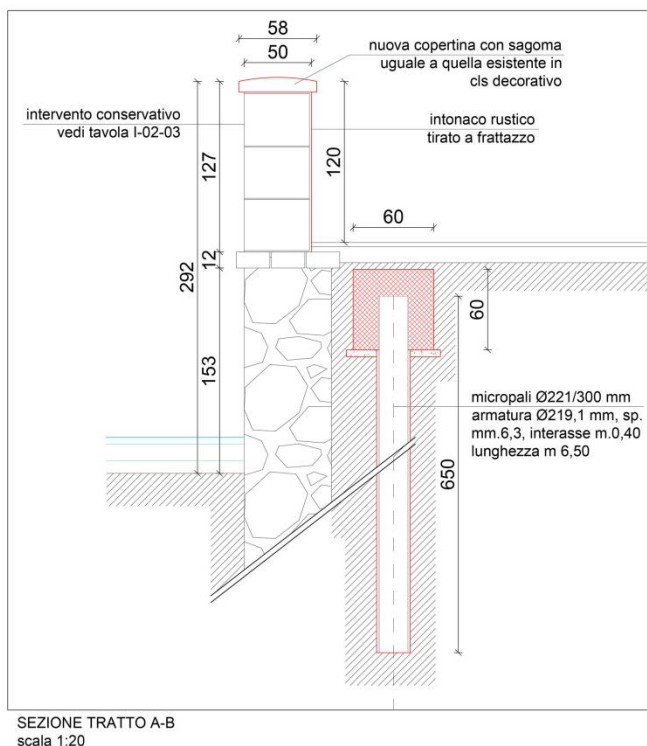 58
50
nuova copertina con sagoma
uguale a quella esistente in
cls decorativo
intervento conservativo
vedi tavola I-02-03
intonaco rustico
tirato a frattazzo
127
120
60
12
292
60
153
micropali Ø221/300 mm
armatura Ø219,1 mm, sp.
mm.6,3, interasse m.0,40
lunghezza m 6,50
650
SEZIONE TRATTO A-B
scala 1:20